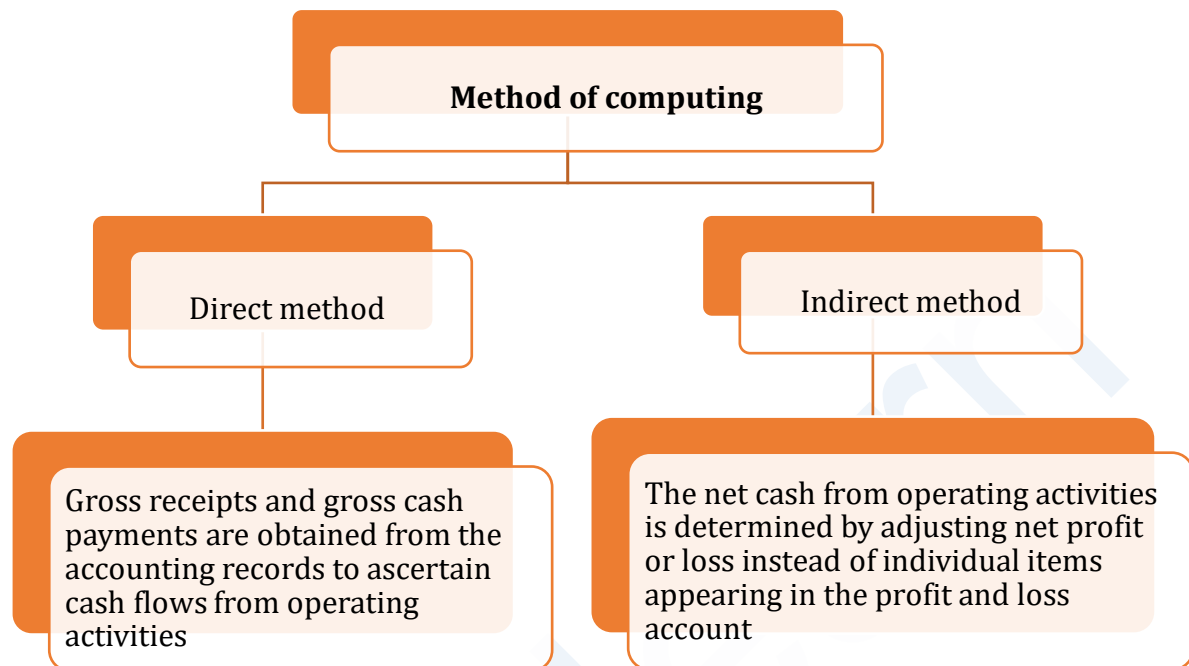 Method of computing
Direct method
Indirect method
Gross receipts and gross cash
payments are obtained from the
accounting records to ascertain
cash flows from operating
activities
The net cash from operating activities
is determined by adjusting net profit
or loss instead of individual items
appearing in the profit and loss
account